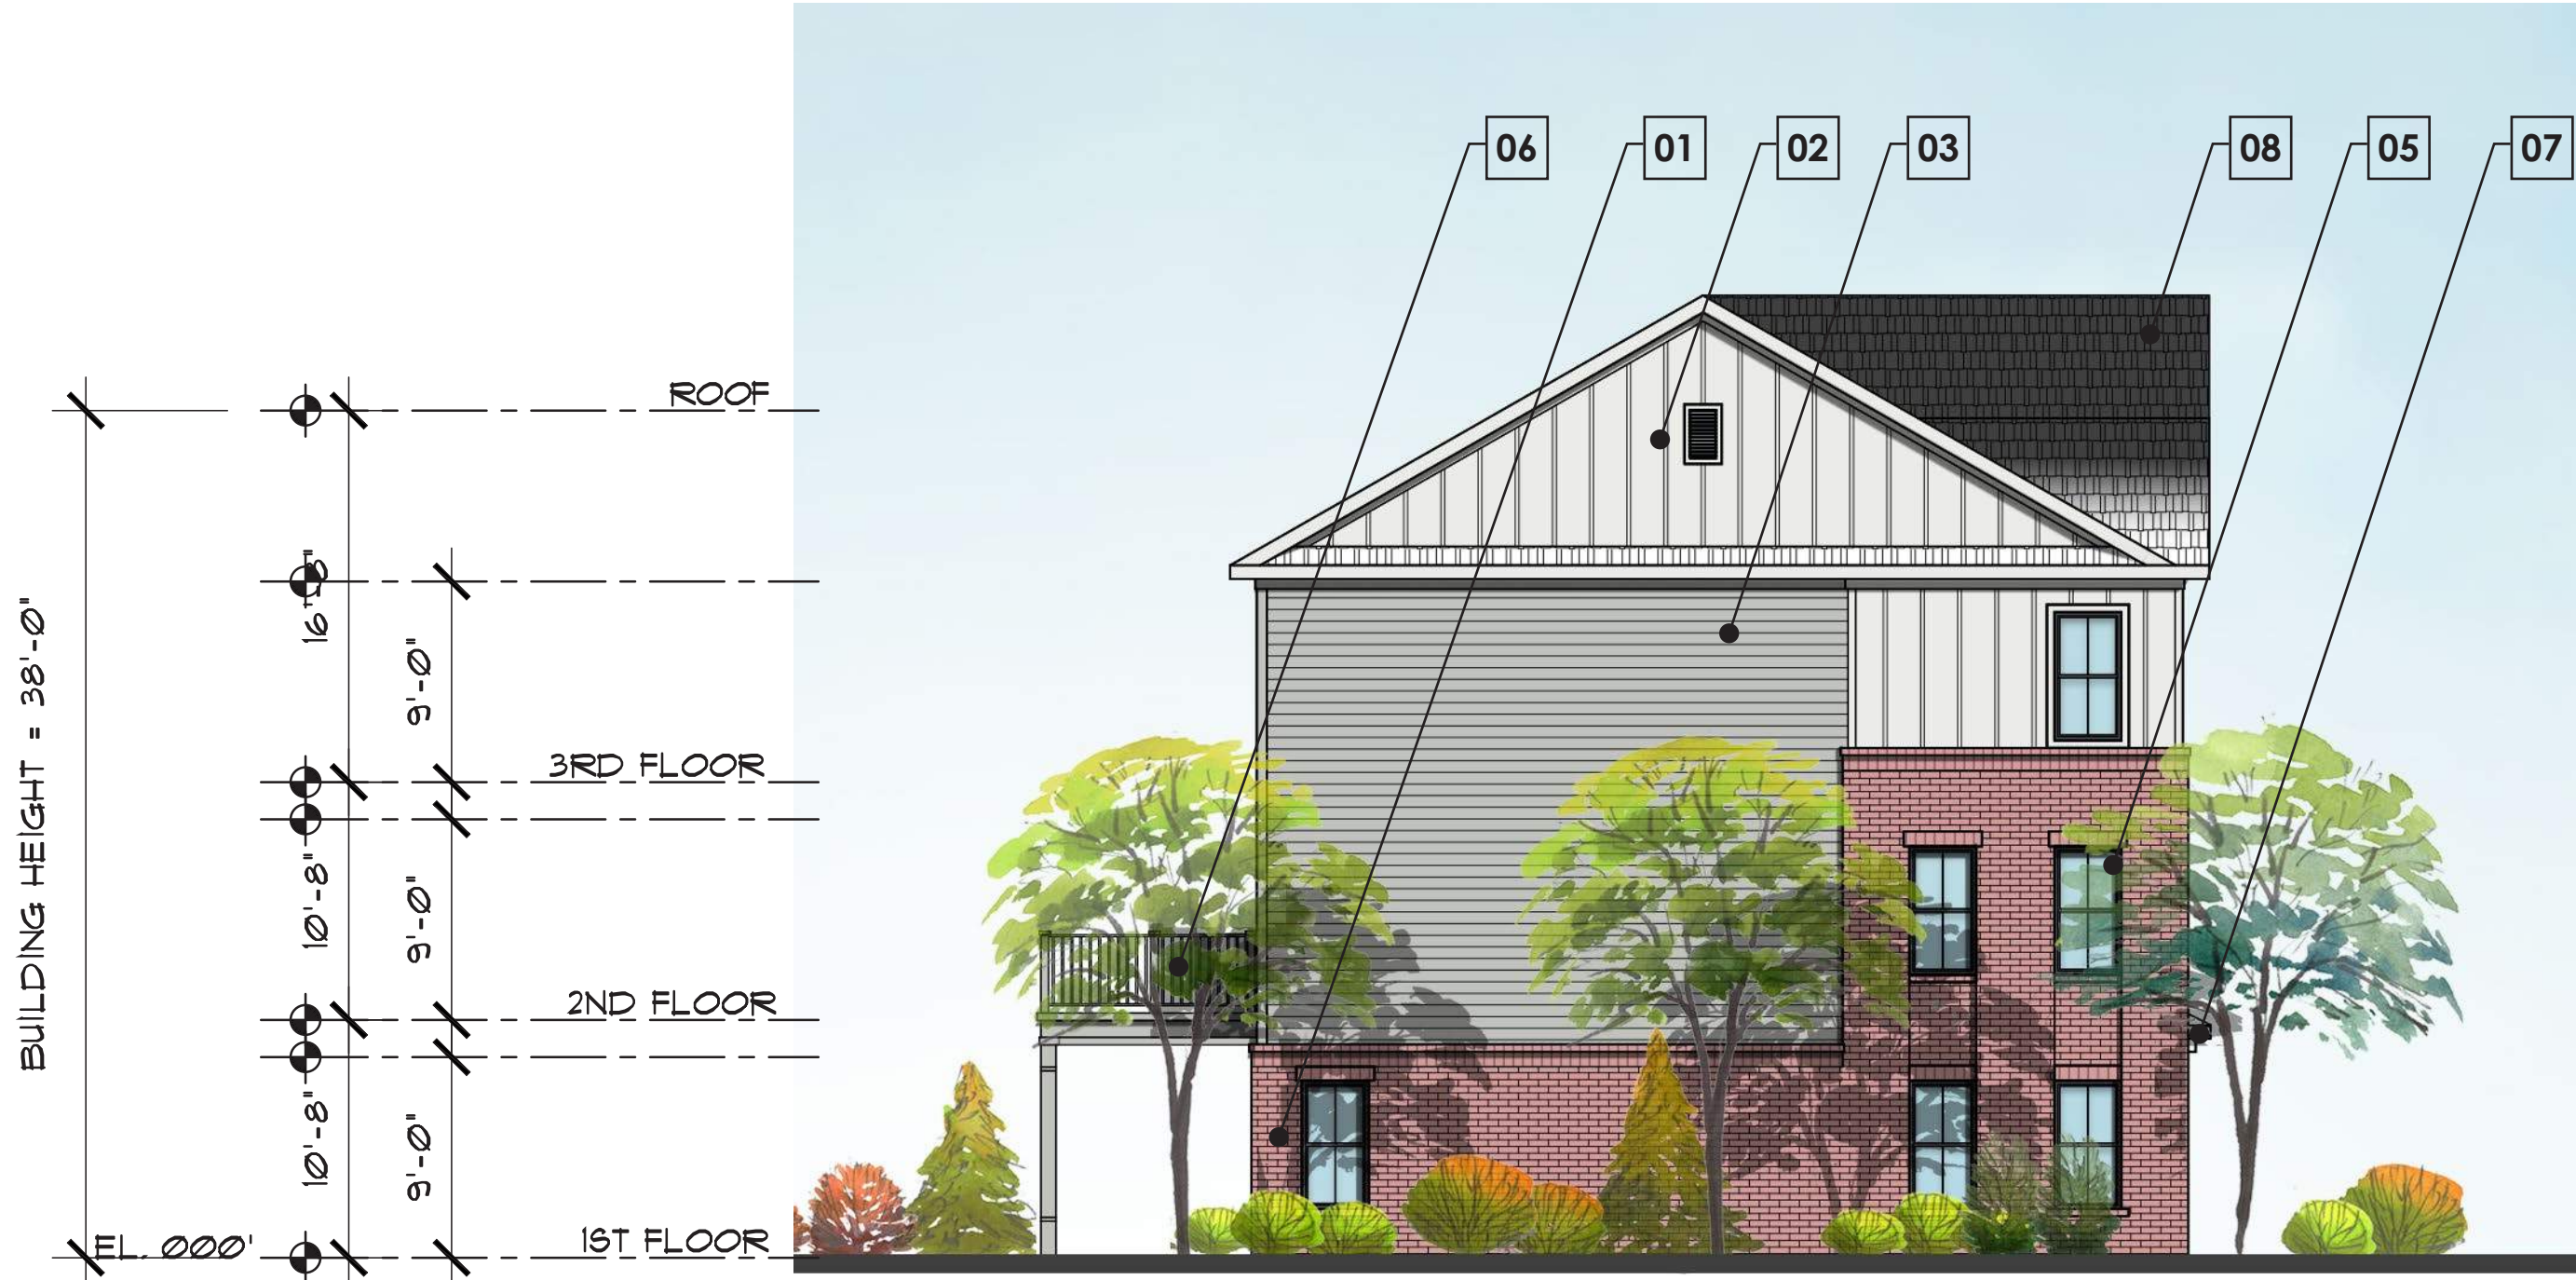 06
01
02
03
08
05
07
ROOF
16'-8"
BUILDING HEIGHT = 38'-0"
9'-0"
3RD FLOOR
10'-8"
9'-0"
2ND FLOOR
10'-8"
9'-0"
EL. 000'
1ST FLOOR